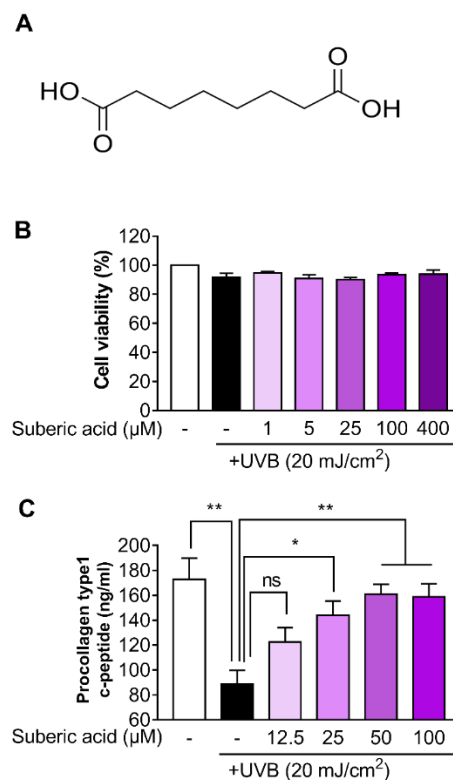 A
HO
O
O
OH
B
Cell viability (%)
120
100
80
60
40
20
0
Suberic acid (µM) - - 1 5 25 100 400
+UVB (20 mJ/cm²)
C
** **
*
ns
Procollagen type1
c-peptide (ng/ml)
200
180
160
140
120
100
80
60
Suberic acid (µM) - - 12.5 25 50 100
+UVB (20 mJ/cm²)